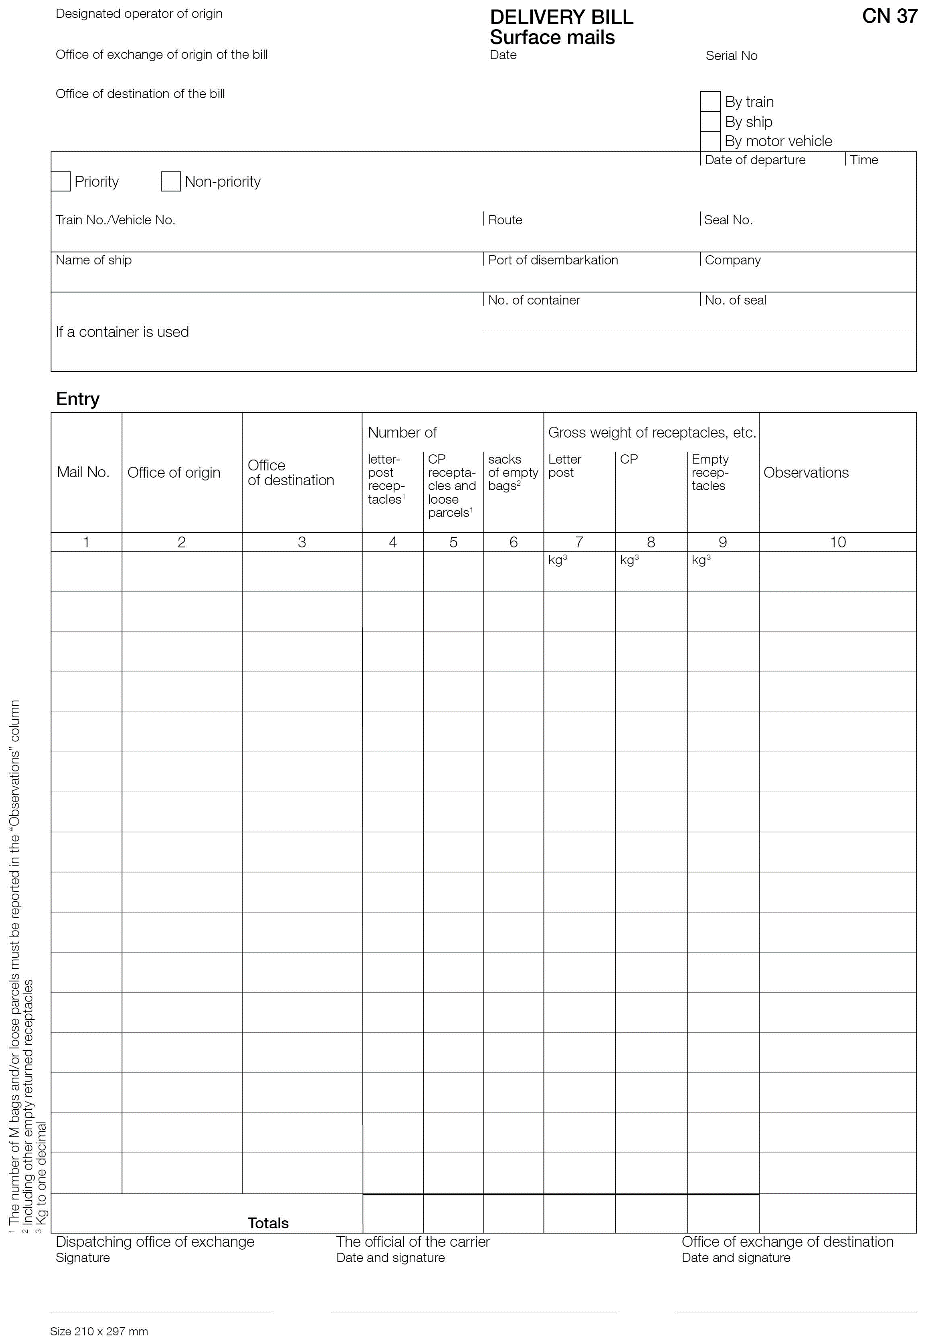 Designated operator of origin
DELIVERY BILL
CN 37
Surface mails
Office of exchange of origin of the bill
Date
Serial No
Office of destination of the bill
By train
By ship
By motor vehicle
Date of departure
Time
Priority
Non-priority
Train No./Vehicle No.
Route
Seal No.
Name of ship
Port of disembarkation
Company
No. of container
No. of seal
If a container is used
Entry
Mail No.
Office of origin
Office
of destination
Number of
letter-
post
recep-
tacles¹
CP
recepta-
cles and
loose
parcels¹
sacks
of empty
bags²
Gross weight of receptacles, etc.
Letter
post
CP
Empty
recep-
tacles
Observations
1 2 3 4 5 6 7 8 9 10
kg³ kg³ kg³
Totals
Dispatching office of exchange
Signature
The official of the carrier
Date and signature
Office of exchange of destination
Date and signature
¹ The number of M bags and/or loose parcels must be reported in the "Observations" column
² Including other empty returned receptacles
³ Kg to one decimal
Size 210 x 297 mm